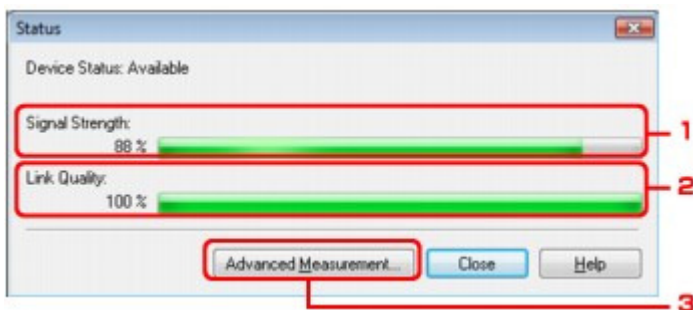 Status
Device Status: Available
Signal Strength:
88 %
1
Link Quality:
100 %
2
Advanced Measurement... Close Help
3